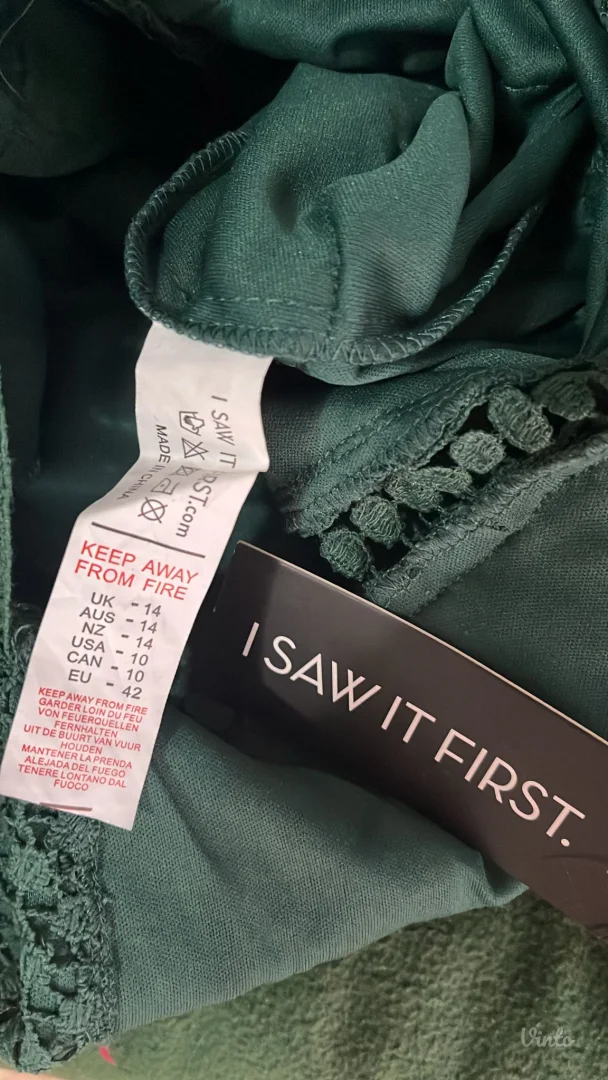 I SAW IT FIRST.com
MADE IN CHINA
KEEP AWAY
FROM FIRE
UK - 14
AUS - 14
NZ - 14
USA - 10
CAN - 10
EU - 42
KEEP AWAY FROM FIRE
GARDER LOIN DU FEU
VON FEUERQUELLEN
FERNHALTEN
UIT DE BUURT VAN VUUR
HOUDEN
MANTENER LA PRENDA
ALEJADA DEL FUEGO
TENERE LONTANO DAL
FUOCO
I SAW IT FIRST.